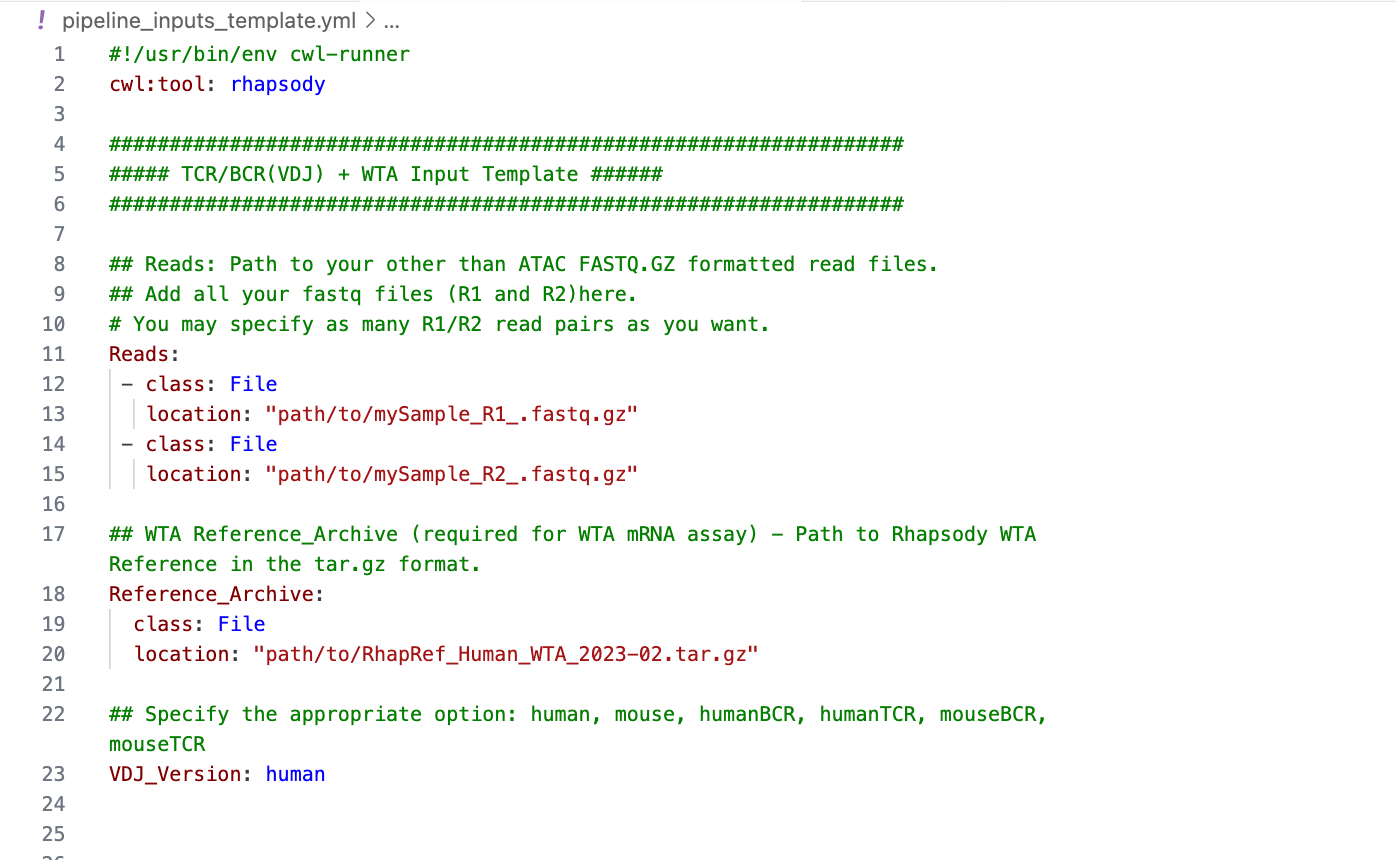 ! pipeline_inputs_template.yml > ...
1 #!/usr/bin/env cwl-runner
2 cwl:tool: rhapsody
3
4 ##################################################################
5 ##### TCR/BCR(VDJ) + WTA Input Template ######
6 ##################################################################
7
8 ## Reads: Path to your other than ATAC FASTQ.GZ formatted read files.
9 ## Add all your fastq files (R1 and R2)here.
10 # You may specify as many R1/R2 read pairs as you want.
11 Reads:
12 - class: File
13 location: "path/to/mySample_R1_.fastq.gz"
14 - class: File
15 location: "path/to/mySample_R2_.fastq.gz"
16
17 ## WTA Reference_Archive (required for WTA mRNA assay) - Path to Rhapsody WTA
Reference in the tar.gz format.
18 Reference_Archive:
19 class: File
20 location: "path/to/RhapRef_Human_WTA_2023-02.tar.gz"
21
22 ## Specify the appropriate option: human, mouse, humanBCR, humanTCR, mouseBCR,
mouseTCR
23 VDJ_Version: human
24
25